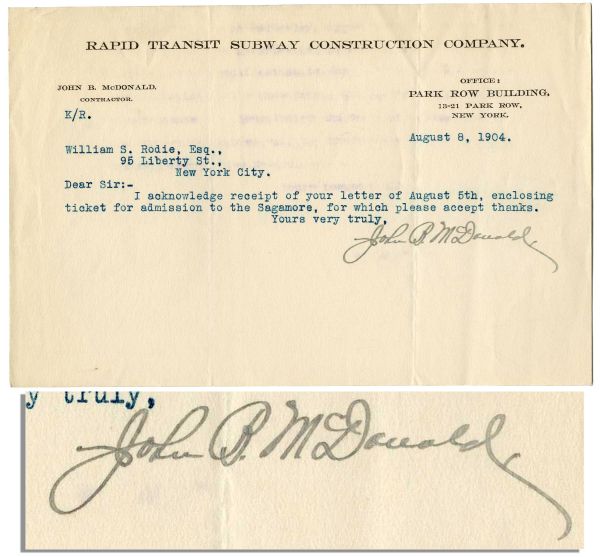 RAPID TRANSIT SUBWAY CONSTRUCTION COMPANY.
JOHN B. McDONALD,
CONTRACTOR.
OFFICE:
PARK ROW BUILDING,
13-21 PARK ROW,
NEW YORK.
K/R.
August 8, 1904.
William S. Rodie, Esq.,
95 Liberty St.,
New York City.
Dear Sir:-
I acknowledge receipt of your letter of August 5th, enclosing
ticket for admission to the Sagamore, for which please accept thanks.
Yours very truly,
John B. McDonald,
y truly,
John B. McDonald,